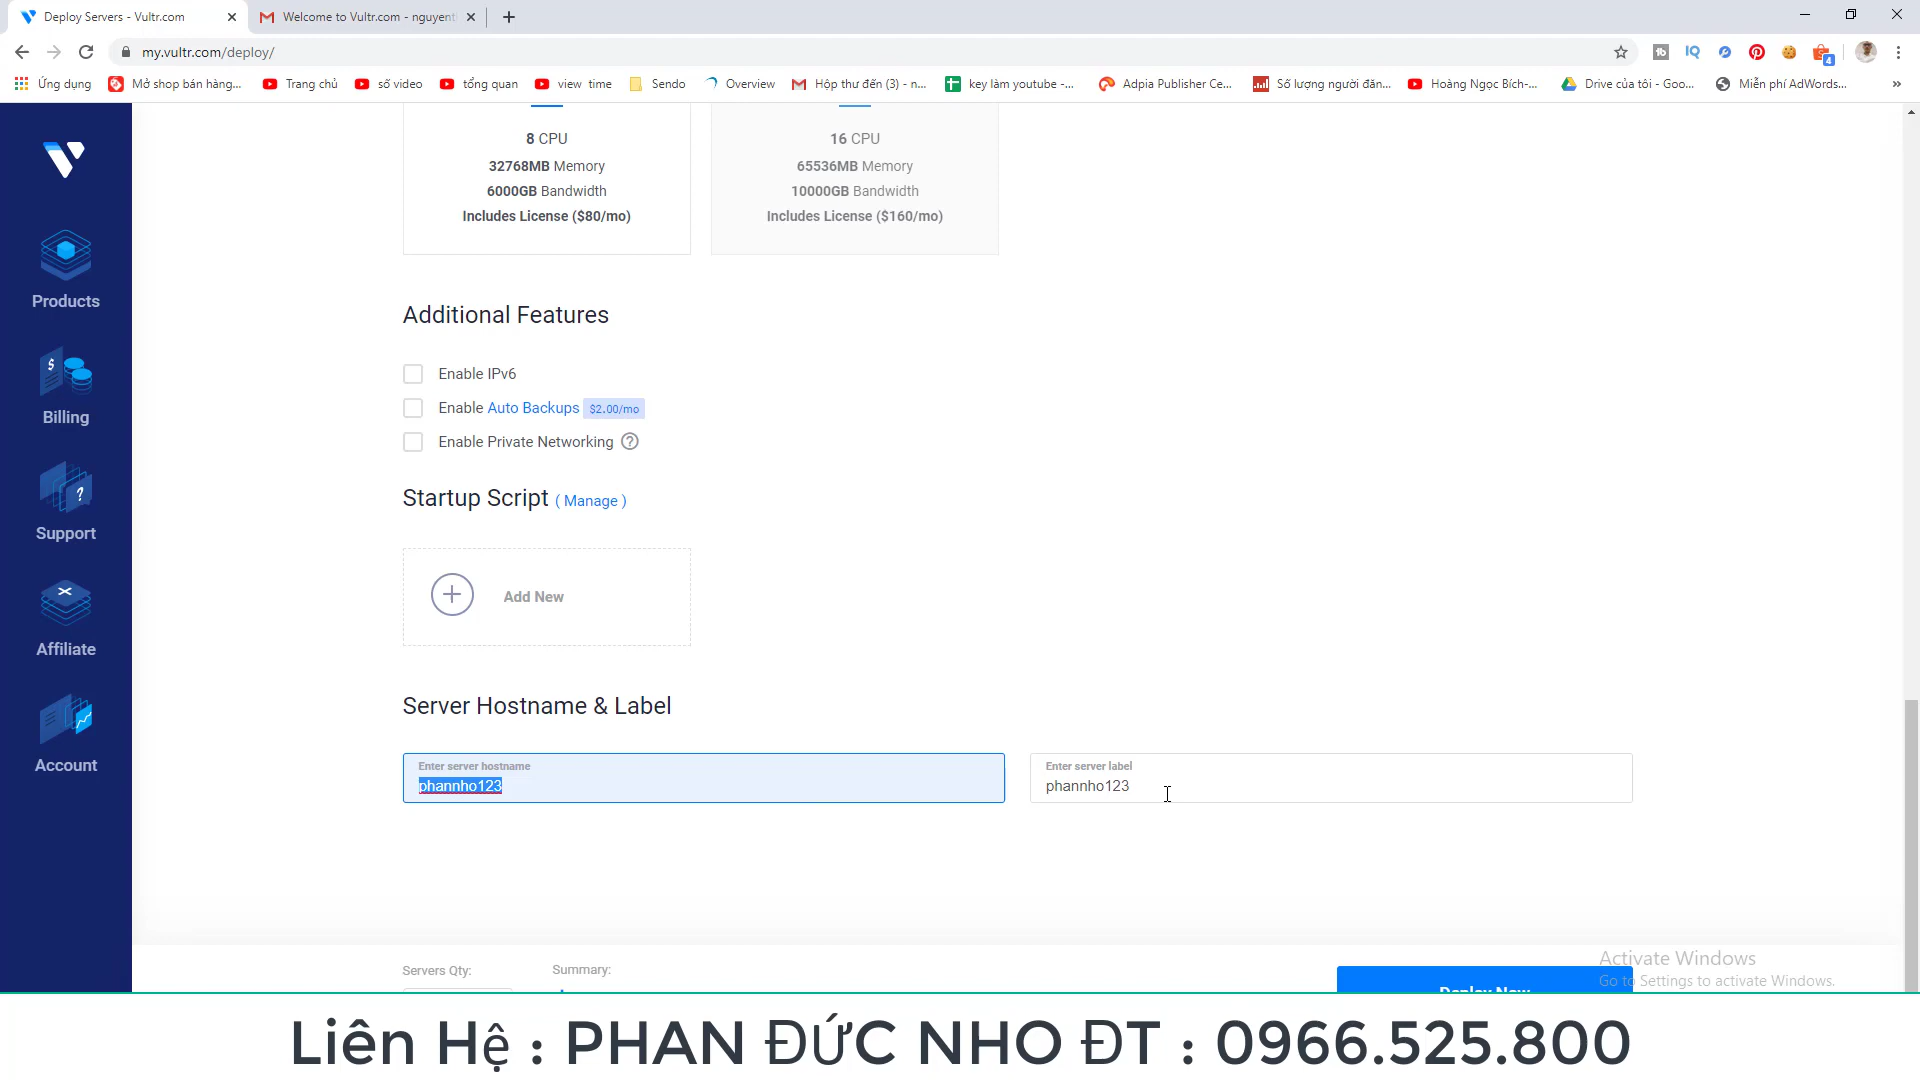 Deploy Servers - Vultr.com
Welcome to Vultr.com - nguyent
my.vultr.com/deploy/
Ứng dụng
Mở shop bán hàng...
Trang chủ
số video
tổng quan
view time
Sendo
Overview
Hộp thư đến (3) - n...
key làm youtube -...
Adpia Publisher Ce...
Số lượng người đăn...
Hoàng Ngọc Bích-...
Drive của tôi - Goo...
Miễn phí AdWords...
»
8 CPU
32768MB Memory
6000GB Bandwidth
Includes License ($80/mo)
16 CPU
65536MB Memory
10000GB Bandwidth
Includes License ($160/mo)
Products
Billing
Support
Affiliate
Account
Additional Features
Enable IPv6
Enable Auto Backups $2.00/mo
Enable Private Networking
Startup Script ( Manage )
Add New
Server Hostname & Label
Enter server hostname
phannho123
Enter server label
phannho123
Servers Qty:
Summary:
Deploy Now
Activate Windows
Go to Settings to activate Windows.
Liên Hệ : PHAN ĐỨC NHO ĐT : 0966.525.800